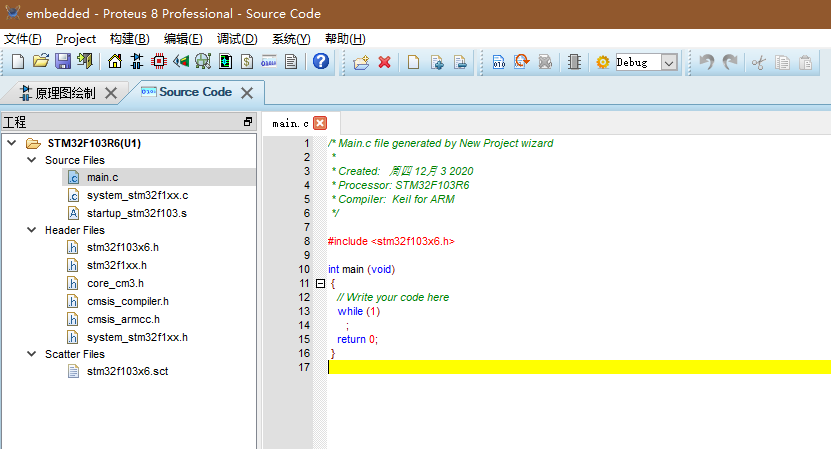 embedded - Proteus 8 Professional - Source Code
文件(F) Project 构建(B) 编辑(E) 调试(D) 系统(Y) 帮助(H)
Debug
原理图绘制 Source Code
工程
STM32F103R6(U1)
Source Files
main.c
system_stm32f1xx.c
startup_stm32f103.s
Header Files
stm32f103x6.h
stm32f1xx.h
core_cm3.h
cmsis_compiler.h
cmsis_armcc.h
system_stm32f1xx.h
Scatter Files
stm32f103x6.sct
main.c
1 /* Main.c file generated by New Project wizard
2 *
3 * Created: 周四 12月 3 2020
4 * Processor: STM32F103R6
5 * Compiler: Keil for ARM
6 */
7
8 #include <stm32f103x6.h>
9
10 int main (void)
11 {
12 // Write your code here
13 while (1)
14 ;
15 return 0;
16 }
17